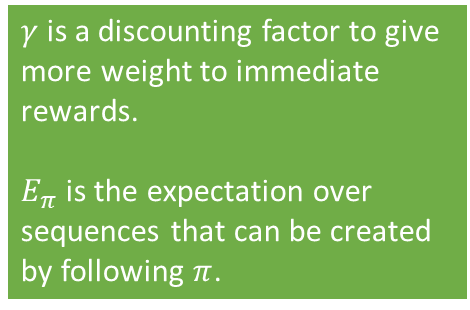 γ is a discounting factor to give
more weight to immediate
rewards.
E_π is the expectation over
sequences that can be created
by following π.